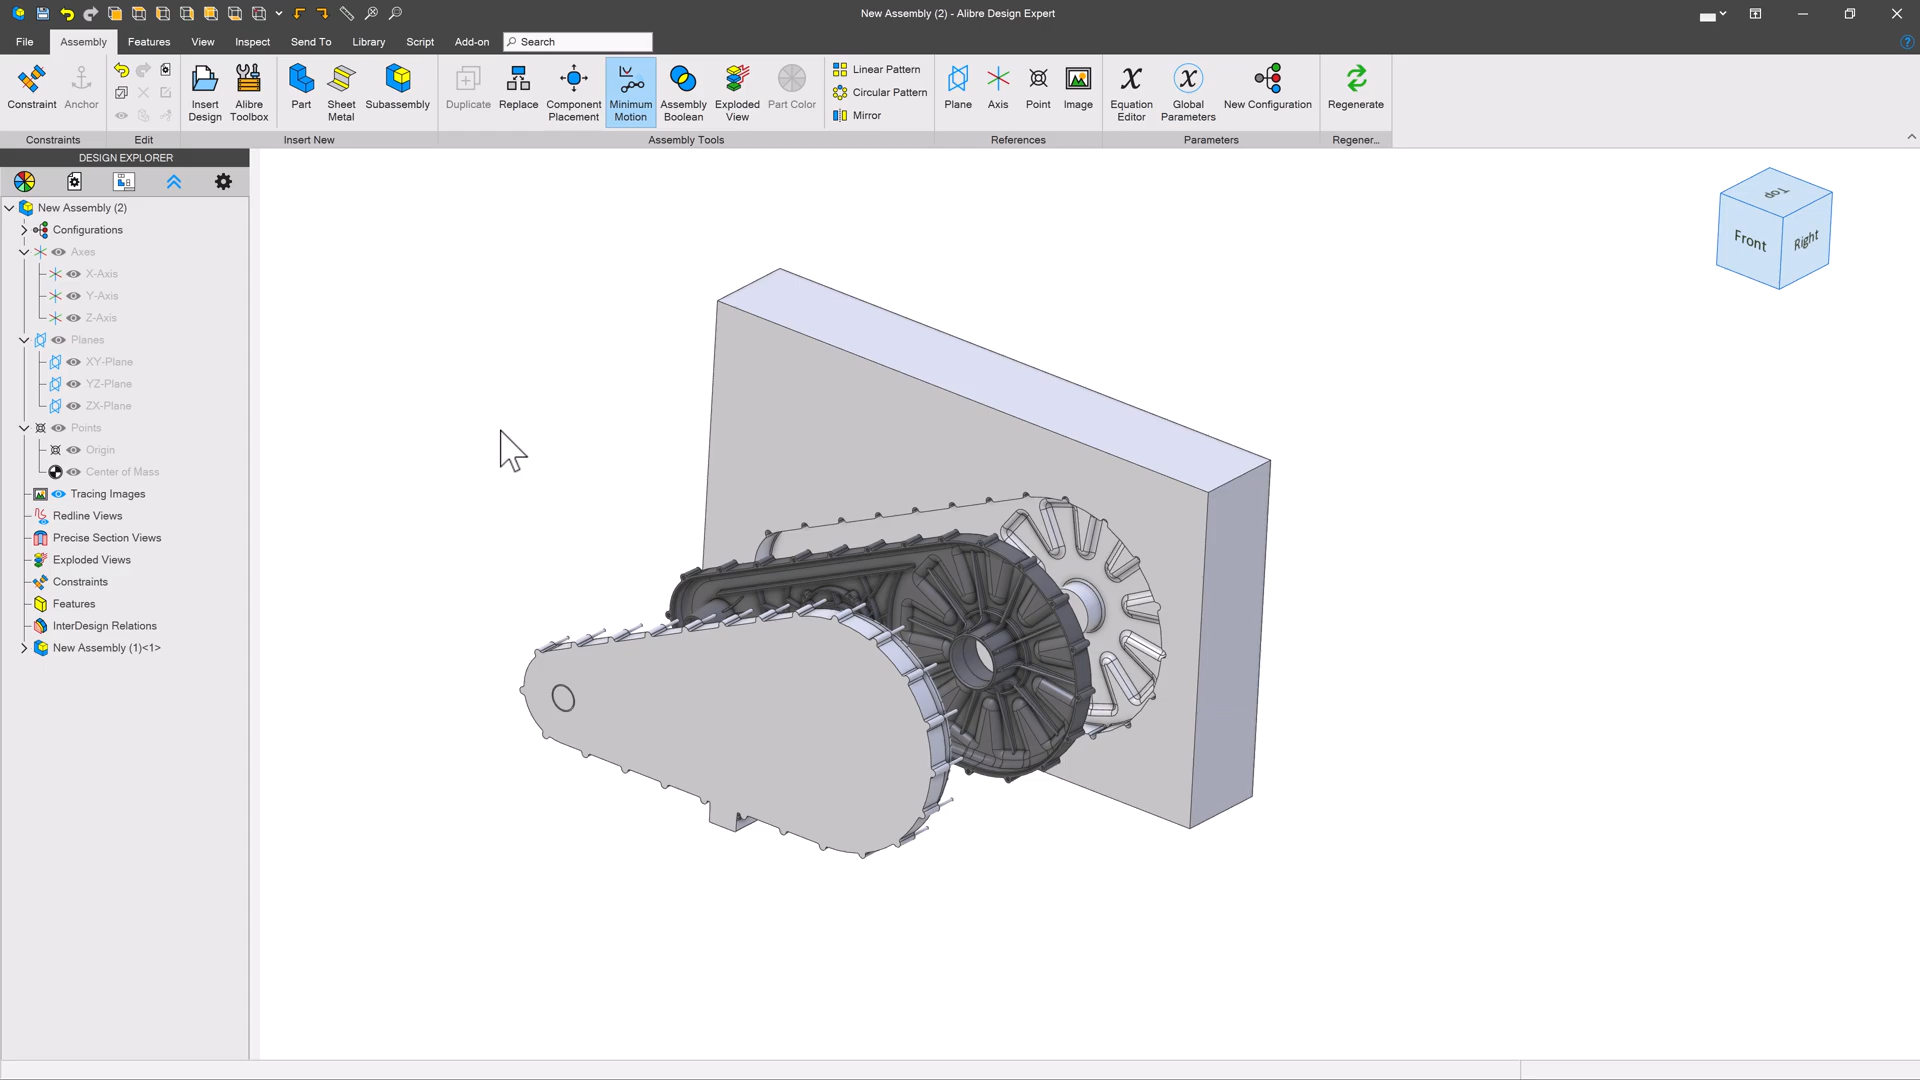 New Assembly (2) - Alibre Design Expert
File Assembly Features View Inspect Send To Library Script Add-on Search
Constraint Anchor
Insert Design Alibre Toolbox
Part Sheet Metal Subassembly
Duplicate Replace Component Placement Minimum Motion Assembly Boolean Exploded View Part Color
Linear Pattern
Circular Pattern
Mirror
Plane Axis Point Image
Equation Editor Global Parameters New Configuration
Regenerate
Constraints Edit Insert New Assembly Tools References Parameters Regener...
DESIGN EXPLORER
New Assembly (2)
Configurations
Axes
X-Axis
Y-Axis
Z-Axis
Planes
XY-Plane
YZ-Plane
ZX-Plane
Points
Origin
Center of Mass
Tracing Images
Redline Views
Precise Section Views
Exploded Views
Constraints
Features
InterDesign Relations
New Assembly (1)<1>
Top
Front Right